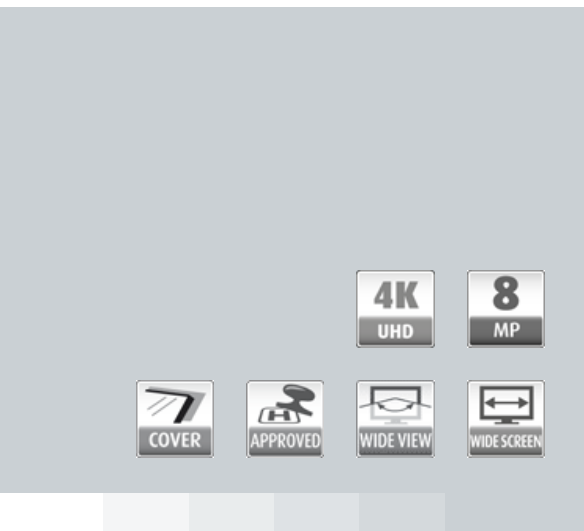 4K
UHD
8
MP
COVER
H
APPROVED
WIDE VIEW
WIDE SCREEN